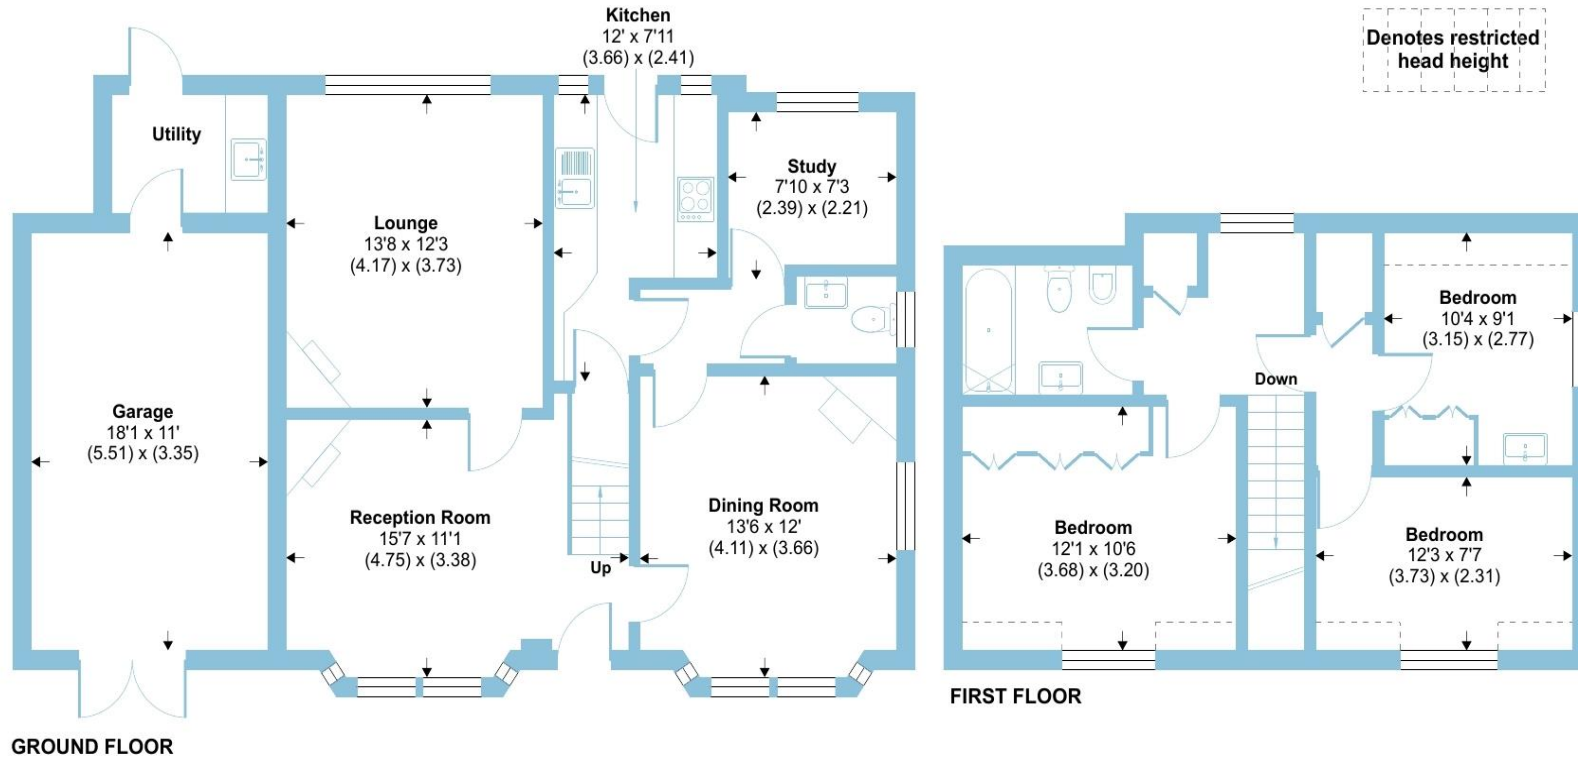 Kitchen
12' x 7'11
(3.66) x (2.41)
Denotes restricted
head height
Utility
Study
7'10 x 7'3
(2.39) x (2.21)
Lounge
13'8 x 12'3
(4.17) x (3.73)
Garage
18'1 x 11'
(5.51) x (3.35)
Reception Room
15'7 x 11'1
(4.75) x (3.38)
Dining Room
13'6 x 12'
(4.11) x (3.66)
Up
GROUND FLOOR
Bedroom
10'4 x 9'1
(3.15) x (2.77)
Down
Bedroom
12'1 x 10'6
(3.68) x (3.20)
Bedroom
12'3 x 7'7
(3.73) x (2.31)
FIRST FLOOR